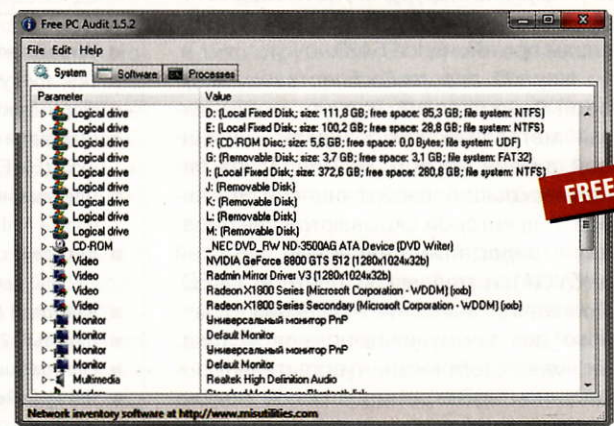 Free PC Audit 1.5.2
File Edit Help
System Software Processes
Parameter Value
Logical drive D: (Local Fixed Disk; size: 111,8 GB; free space: 85,3 GB; file system: NTFS)
Logical drive E: (Local Fixed Disk; size: 100,2 GB; free space: 28,8 GB; file system: NTFS)
Logical drive F: (CD-ROM Disc; size: 5,6 GB; free space: 0,0 Bytes; file system: UDF)
Logical drive G: (Removable Disk; size: 3,7 GB; free space: 3,1 GB; file system: FAT32)
Logical drive I: (Local Fixed Disk; size: 372,6 GB; free space: 280,8 GB; file system: NTFS)
Logical drive J: (Removable Disk)
Logical drive K: (Removable Disk)
Logical drive L: (Removable Disk)
Logical drive M: (Removable Disk)
CD-ROM _NEC DVD_RW ND-3500AG ATA Device (DVD Writer)
Video NVIDIA GeForce 8800 GTS 512 (1280x1024x32b)
Video Radmin Mirror Driver V3 (1280x1024x32b)
Video Radeon X1800 Series (Microsoft Corporation - WDDM) (0x0b)
Video Radeon X1800 Series Secondary (Microsoft Corporation - WDDM) (0x0b)
Monitor Универсальный монитор PnP
Monitor Default Monitor
Monitor Универсальный монитор PnP
Monitor Default Monitor
Multimedia Realtek High Definition Audio
FREE
Network inventory software at http://www.misutilities.com